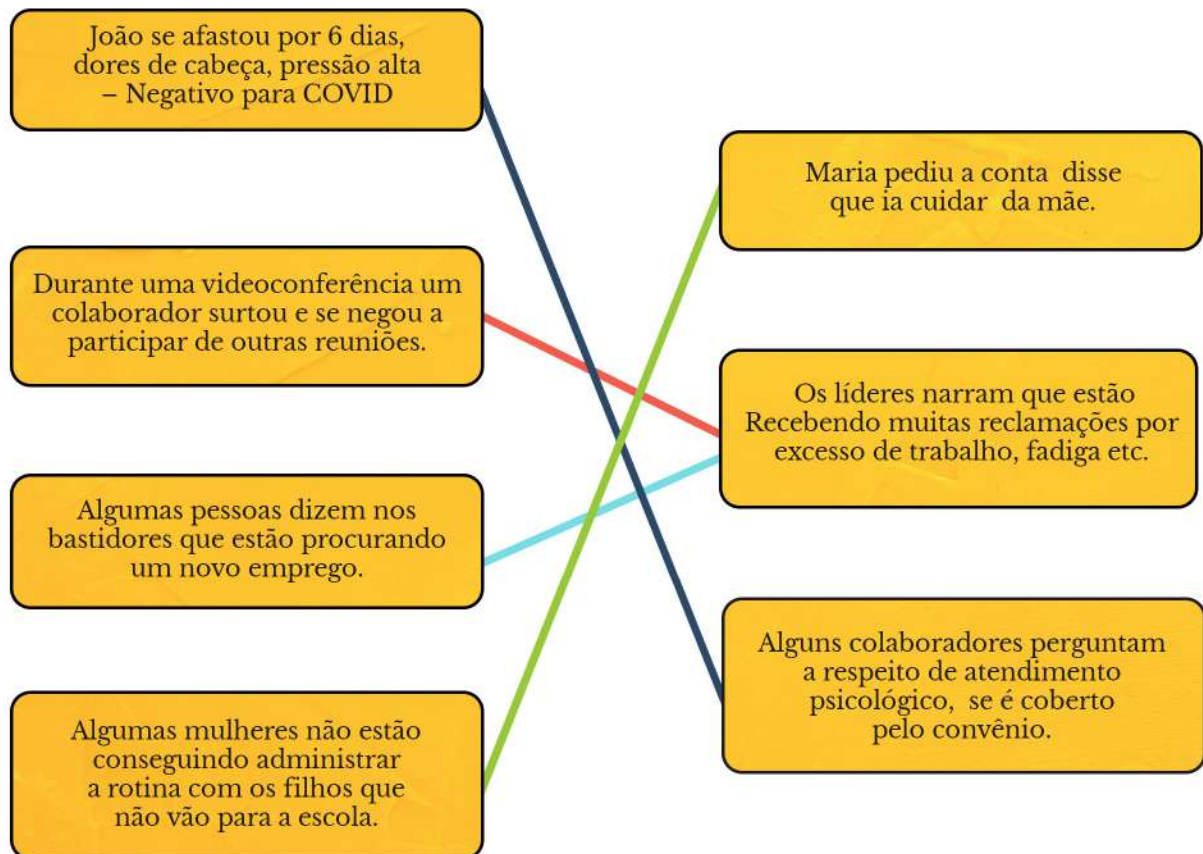 João se afastou por 6 dias,
dores de cabeça, pressão alta
– Negativo para COVID
Durante uma videoconferência um
colaborador surtou e se negou a
participar de outras reuniões.
Algumas pessoas dizem nos
bastidores que estão procurando
um novo emprego.
Algumas mulheres não estão
conseguindo administrar
a rotina com os filhos que
não vão para a escola.
Maria pediu a conta disse
que ia cuidar da mãe.
Os líderes narram que estão
Recebendo muitas reclamações por
excesso de trabalho, fadiga etc.
Alguns colaboradores perguntam
a respeito de atendimento
psicológico, se é coberto
pelo convênio.